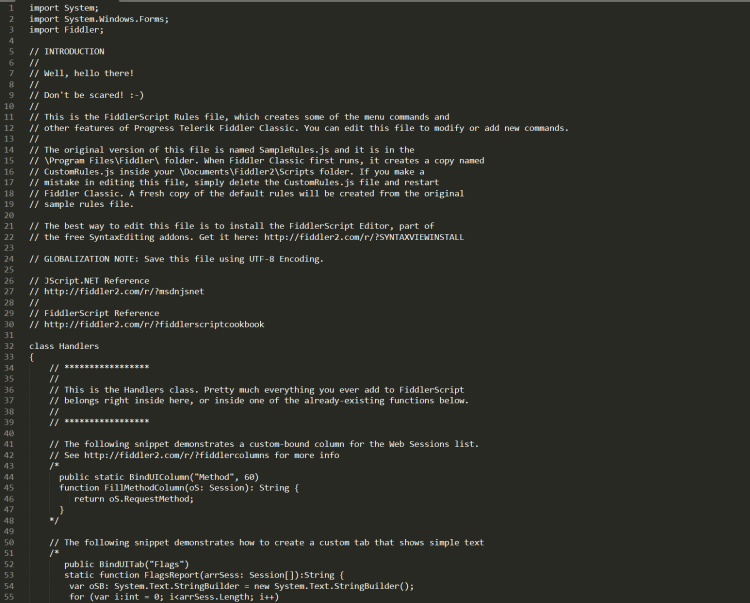 1 import System;
2 import System.Windows.Forms;
3 import Fiddler;
4
5 // INTRODUCTION
6 //
7 // Well, hello there!
8 //
9 // Don't be scared! :-)
10 //
11 // This is the FiddlerScript Rules file, which creates some of the menu commands and
12 // other features of Progress Telerik Fiddler Classic. You can edit this file to modify or add new commands.
13 //
14 // The original version of this file is named SampleRules.js and it is in the
15 // \Program Files\Fiddler\ folder. When Fiddler Classic first runs, it creates a copy named
16 // CustomRules.js inside your \Documents\Fiddler2\Scripts folder. If you make a
17 // mistake in editing this file, simply delete the CustomRules.js file and restart
18 // Fiddler Classic. A fresh copy of the default rules will be created from the original
19 // sample rules file.
20
21 // The best way to edit this file is to install the FiddlerScript Editor, part of
22 // the free SyntaxEditing addons. Get it here: http://fiddler2.com/r/?SYNTAXVIEWINSTALL
23
24 // GLOBALIZATION NOTE: Save this file using UTF-8 Encoding.
25
26 // JScript.NET Reference
27 // http://fiddler2.com/r/?msdnjsnet
28 //
29 // FiddlerScript Reference
30 // http://fiddler2.com/r/?fiddlerscriptcookbook
31
32 class Handlers
33 {
34 // *****************
35 //
36 // This is the Handlers class. Pretty much everything you ever add to FiddlerScript
37 // belongs right inside here, or inside one of the already-existing functions below.
38 //
39 // *****************
40
41 // The following snippet demonstrates a custom-bound column for the Web Sessions list.
42 // See http://fiddler2.com/r/?fiddlercolumns for more info
43 /*
44 public static BindUIColumn("Method", 60)
45 function FillMethodColumn(oS: Session): String {
46 return oS.RequestMethod;
47 }
48 */
49
50 // The following snippet demonstrates how to create a custom tab that shows simple text
51 /*
52 public BindUITab("Flags")
53 static function FlagsReport(arrSess: Session[]):String {
54 var oSB: System.Text.StringBuilder = new System.Text.StringBuilder();
55 for (var i:int = 0; i<arrSess.Length; i++)